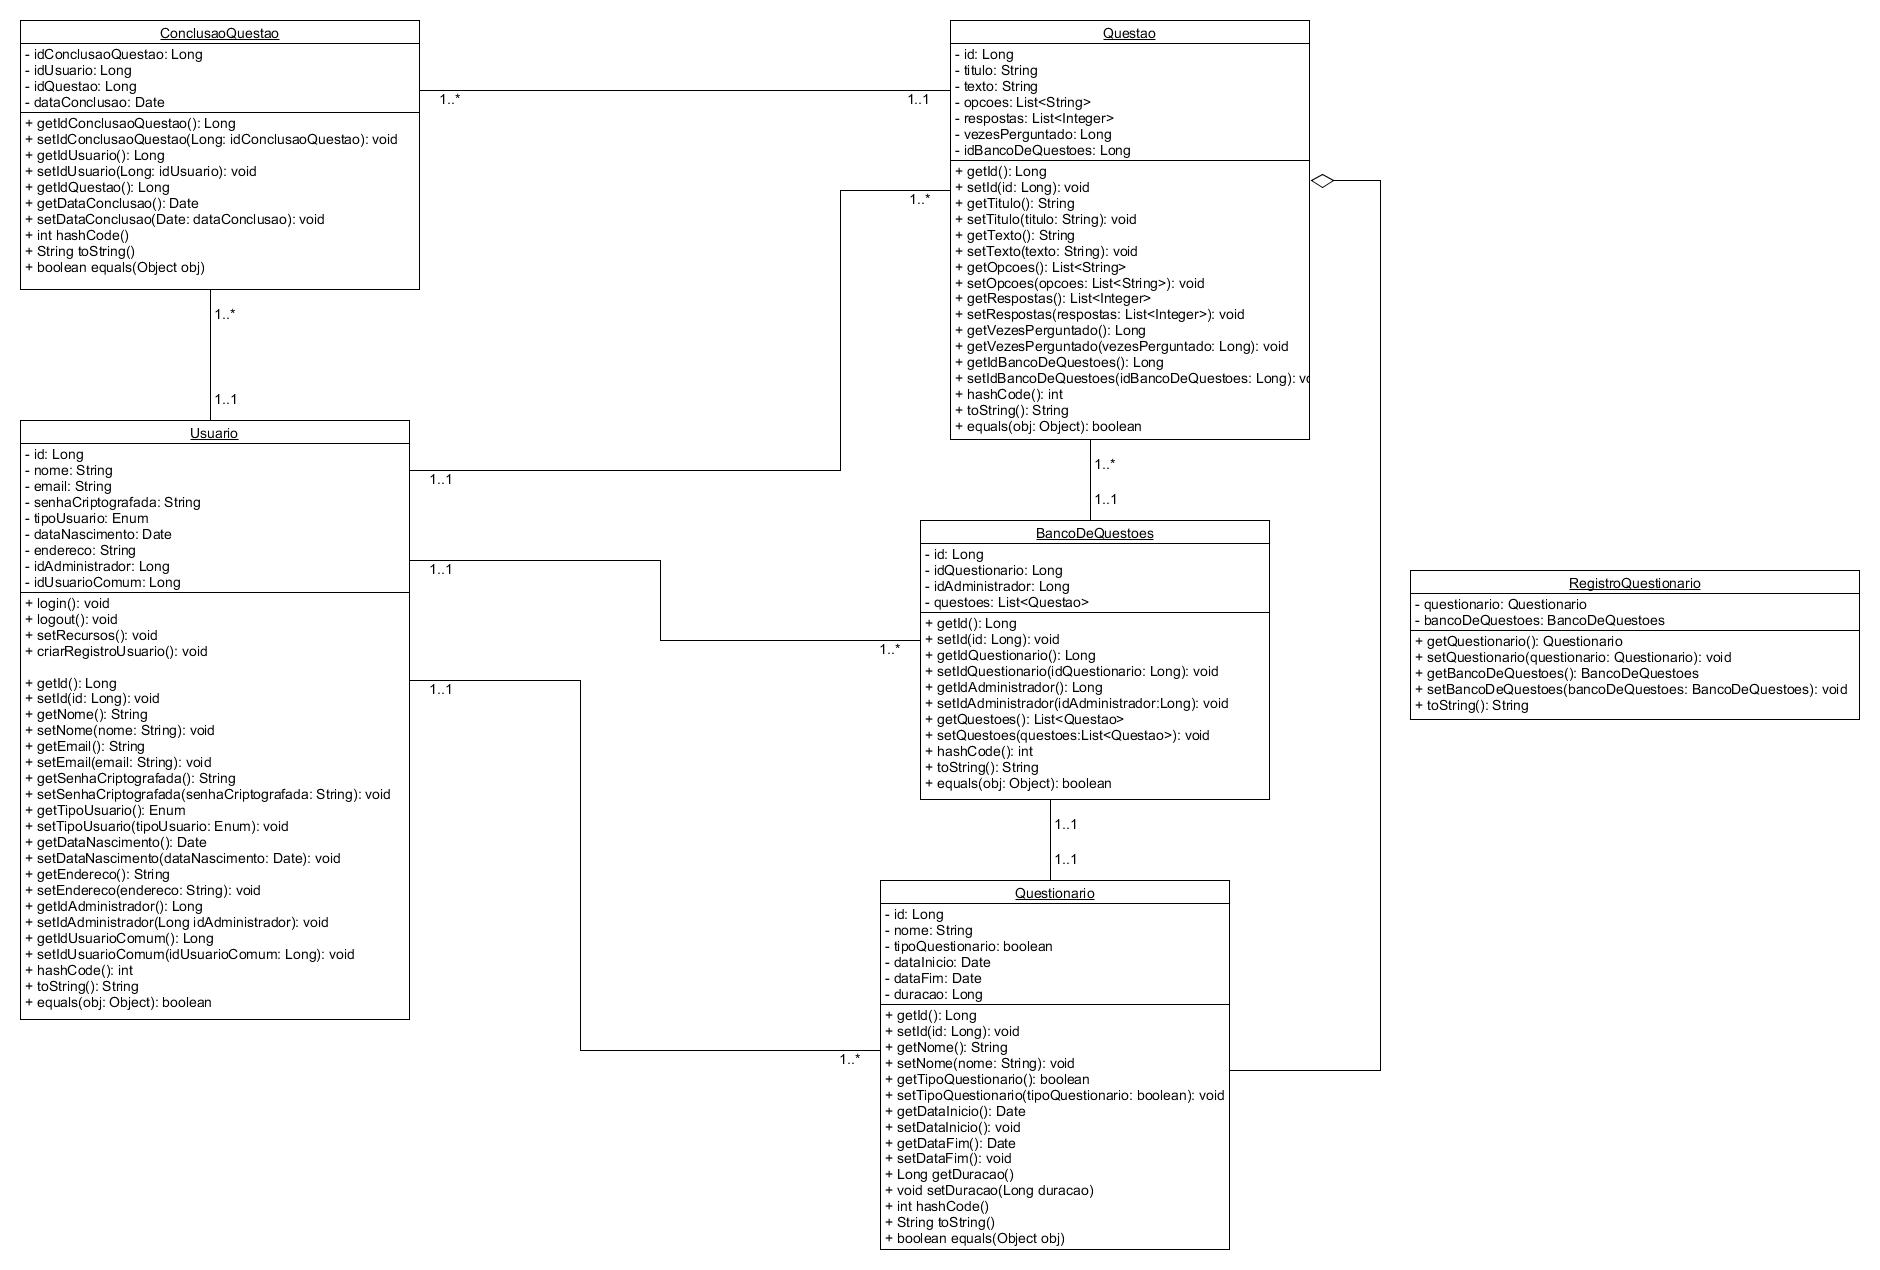 ConclusaoQuestao
- idConclusaoQuestao: Long
- idUsuario: Long
- idQuestao: Long
- dataConclusao: Date
+ getIdConclusaoQuestao(): Long
+ setIdConclusaoQuestao(Long: idConclusaoQuestao): void
+ getIdUsuario(): Long
+ setIdUsuario(Long: idUsuario): void
+ getIdQuestao(): Long
+ getDataConclusao(): Date
+ setDataConclusao(Date: dataConclusao): void
+ int hashCode()
+ String toString()
+ boolean equals(Object obj)
1..*
1..1
1..*
1..1
1..*
Questao
- id: Long
- titulo: String
- texto: String
- opcoes: List<String>
- respostas: List<Integer>
- vezesPerguntado: Long
- idBancoDeQuestoes: Long
+ getId(): Long
+ setId(id: Long): void
+ getTitulo(): String
+ setTitulo(titulo: String): void
+ getTexto(): String
+ setTexto(texto: String): void
+ getOpcoes(): List<String>
+ setOpcoes(opcoes: List<String>): void
+ getRespostas(): List<Integer>
+ setRespostas(respostas: List<Integer>): void
+ getVezesPerguntado(): Long
+ getVezesPerguntado(vezesPerguntado: Long): void
+ getIdBancoDeQuestoes(): Long
+ setIdBancoDeQuestoes(idBancoDeQuestoes: Long): vo
+ hashCode(): int
+ toString(): String
+ equals(obj: Object): boolean
1..*
1..1
Usuario
- id: Long
- nome: String
- email: String
- senhaCriptografada: String
- tipoUsuario: Enum
- dataNascimento: Date
- endereco: String
- idAdministrador: Long
- idUsuarioComum: Long
+ login(): void
+ logout(): void
+ setRecursos(): void
+ criarRegistroUsuario(): void
+ getId(): Long
+ setId(id: Long): void
+ getNome(): String
+ setNome(nome: String): void
+ getEmail(): String
+ setEmail(email: String): void
+ getSenhaCriptografada(): String
+ setSenhaCriptografada(senhaCriptografada: String): void
+ getTipoUsuario(): Enum
+ setTipoUsuario(tipoUsuario: Enum): void
+ getDataNascimento(): Date
+ setDataNascimento(dataNascimento: Date): void
+ getEndereco(): String
+ setEndereco(endereco: String): void
+ getIdAdministrador(): Long
+ setIdAdministrador(Long idAdministrador): void
+ getIdUsuarioComum(): Long
+ setIdUsuarioComum(idUsuarioComum: Long): void
+ hashCode(): int
+ toString(): String
+ equals(obj: Object): boolean
1..1
1..1
1..*
1..1
1..*
BancoDeQuestoes
- id: Long
- idQuestionario: Long
- idAdministrador: Long
- questoes: List<Questao>
+ getId(): Long
+ setId(id: Long): void
+ getIdQuestionario(): Long
+ setIdQuestionario(idQuestionario: Long): void
+ getIdAdministrador(): Long
+ setIdAdministrador(idAdministrador:Long): void
+ getQuestoes(): List<Questao>
+ setQuestoes(questoes:List<Questao>): void
+ hashCode(): int
+ toString(): String
+ equals(obj: Object): boolean
1..1
1..1
RegistroQuestionario
- questionario: Questionario
- bancoDeQuestoes: BancoDeQuestoes
+ getQuestionario(): Questionario
+ setQuestionario(questionario: Questionario): void
+ getBancoDeQuestoes(): BancoDeQuestoes
+ setBancoDeQuestoes(bancoDeQuestoes: BancoDeQuestoes): void
+ toString(): String
Questionario
- id: Long
- nome: String
- tipoQuestionario: boolean
- dataInicio: Date
- dataFim: Date
- duracao: Long
+ getId(): Long
+ setId(id: Long): void
+ getNome(): String
+ setNome(nome: String): void
+ getTipoQuestionario(): boolean
+ setTipoQuestionario(tipoQuestionario: boolean): void
+ getDataInicio(): Date
+ setDataInicio(): void
+ getDataFim(): Date
+ setDataFim(): void
+ Long getDuracao()
+ void setDuracao(Long duracao)
+ int hashCode()
+ String toString()
+ boolean equals(Object obj)